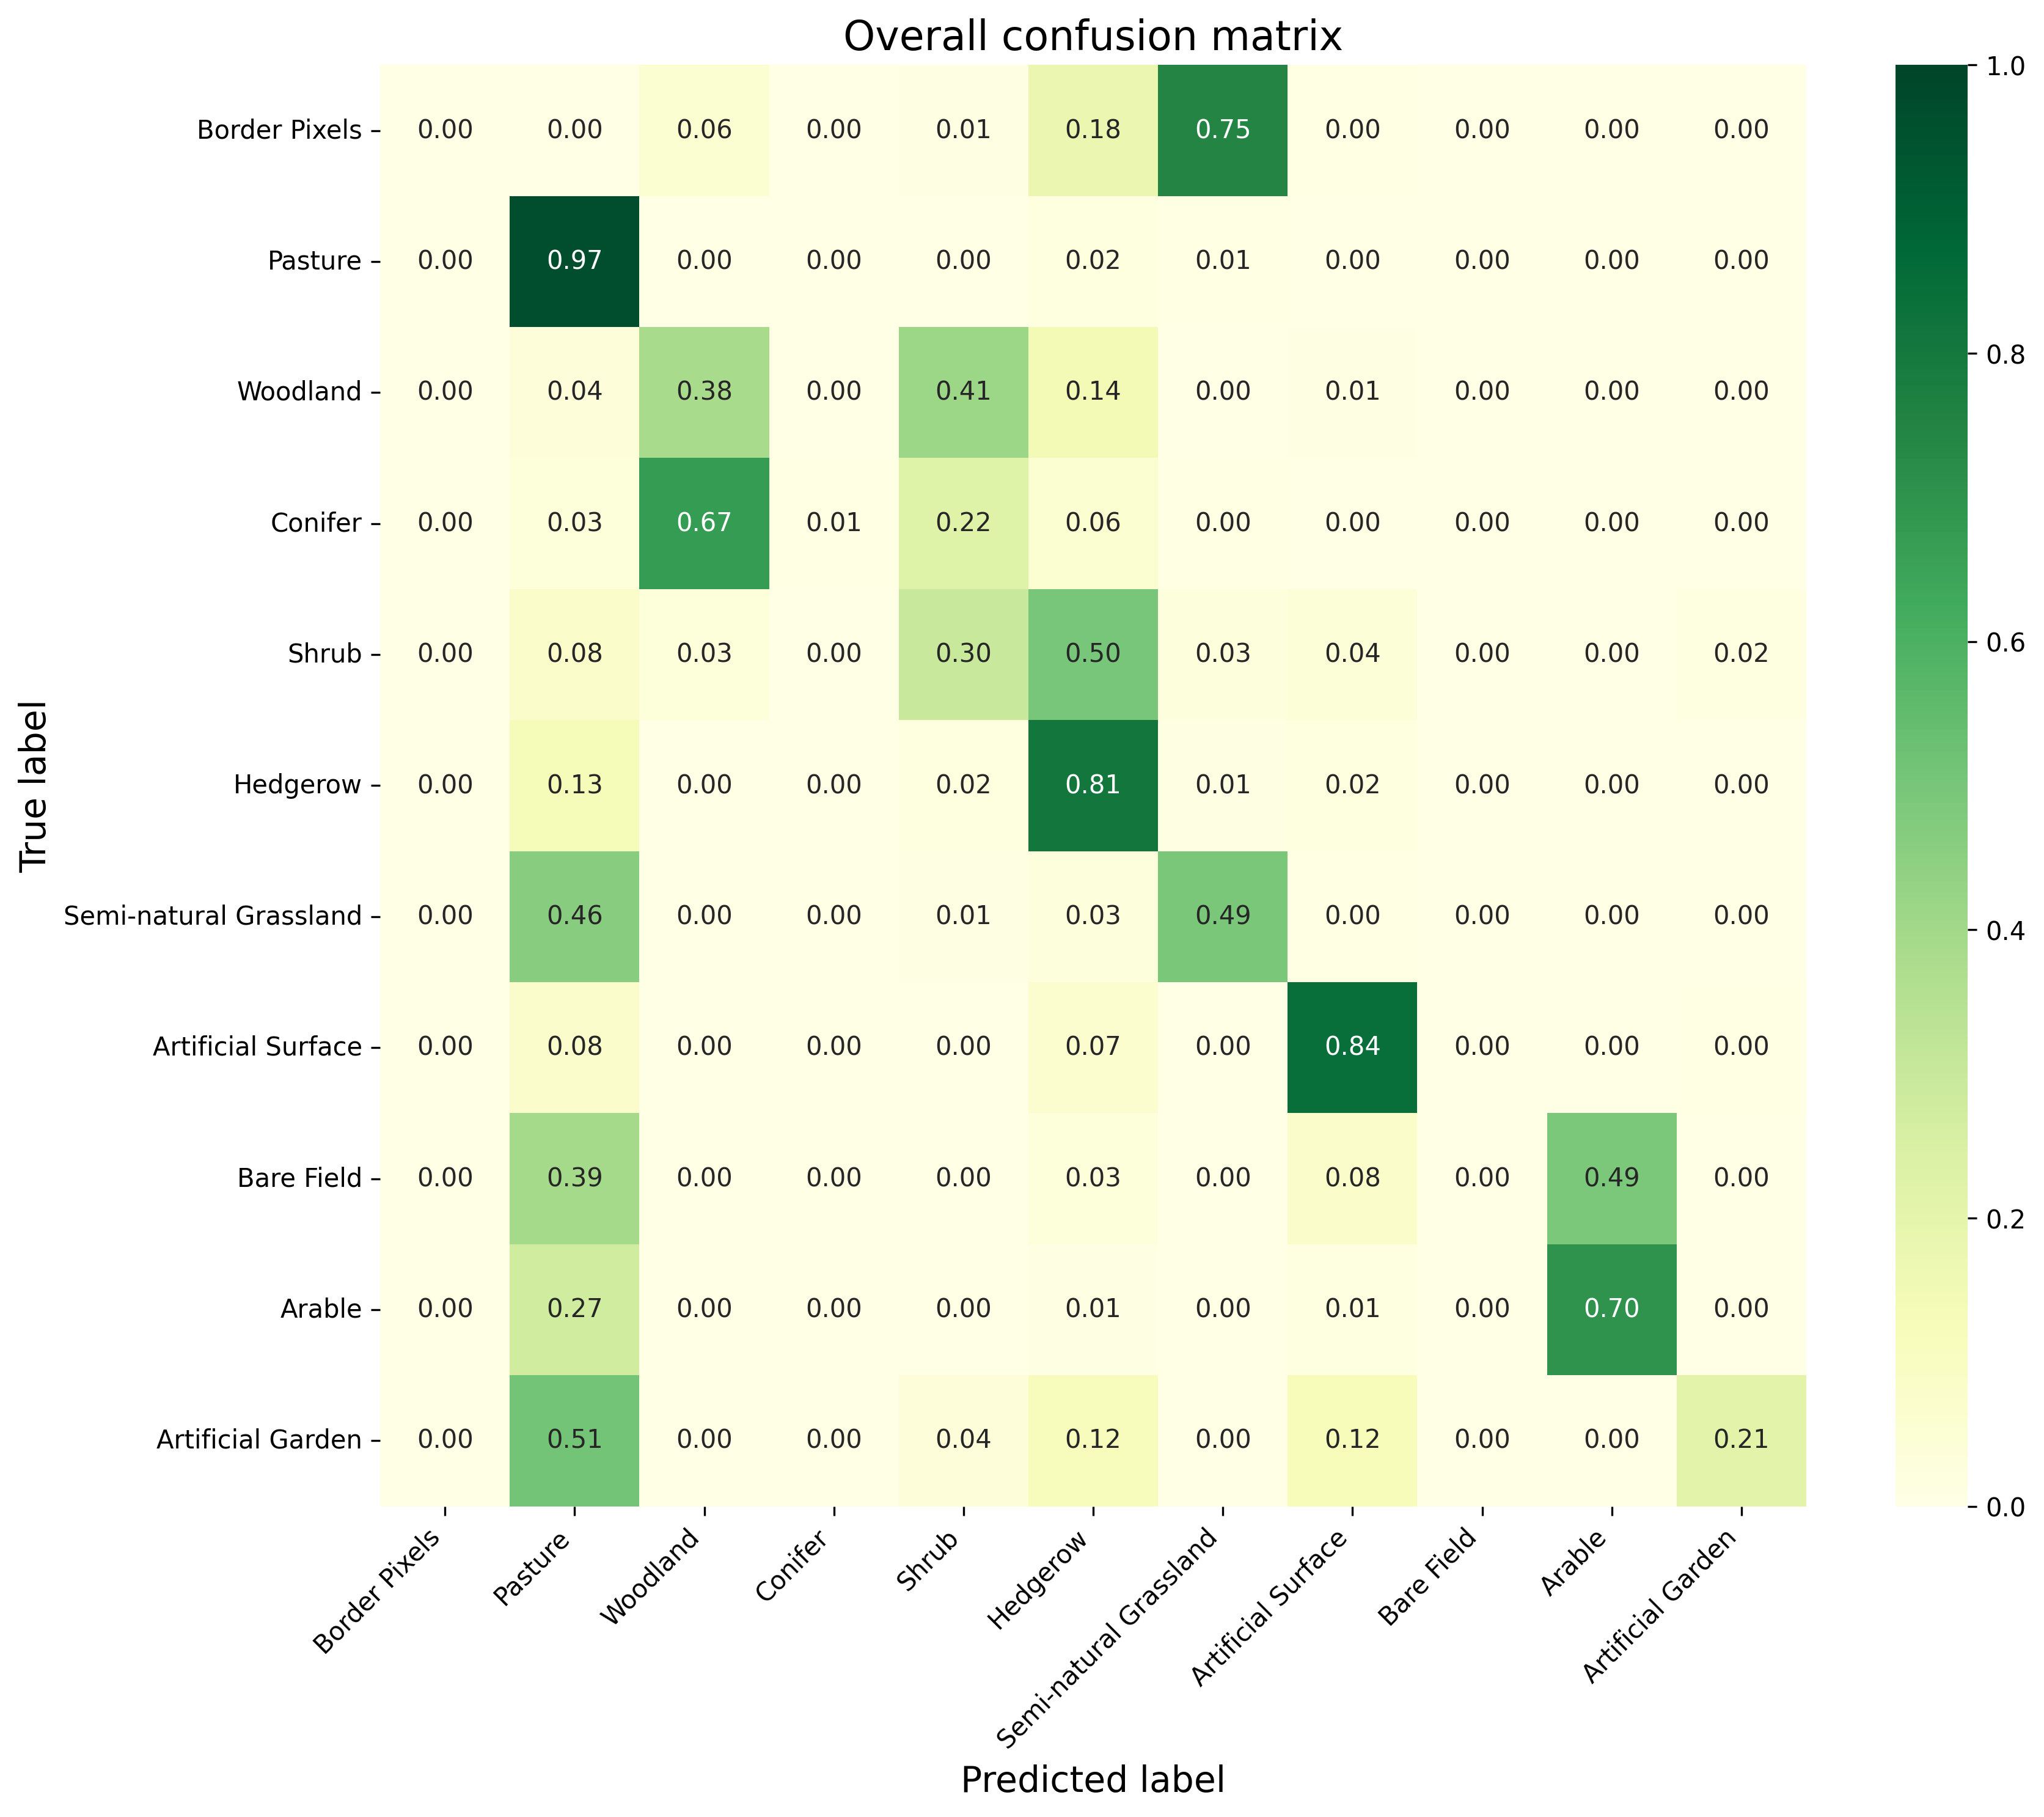 Overall confusion matrix
Border Pixels 0.00 0.00 0.06 0.00 0.01 0.18 0.75 0.00 0.00 0.00 0.00
Pasture 0.00 0.97 0.00 0.00 0.00 0.02 0.01 0.00 0.00 0.00 0.00
Woodland 0.00 0.04 0.38 0.00 0.41 0.14 0.00 0.01 0.00 0.00 0.00
Conifer 0.00 0.03 0.67 0.01 0.22 0.06 0.00 0.00 0.00 0.00 0.00
Shrub 0.00 0.08 0.03 0.00 0.30 0.50 0.03 0.04 0.00 0.00 0.02
Hedgerow 0.00 0.13 0.00 0.00 0.02 0.81 0.01 0.02 0.00 0.00 0.00
Semi-natural Grassland 0.00 0.46 0.00 0.00 0.01 0.03 0.49 0.00 0.00 0.00 0.00
Artificial Surface 0.00 0.08 0.00 0.00 0.00 0.07 0.00 0.84 0.00 0.00 0.00
Bare Field 0.00 0.39 0.00 0.00 0.00 0.03 0.00 0.08 0.00 0.49 0.00
Arable 0.00 0.27 0.00 0.00 0.00 0.01 0.00 0.01 0.00 0.70 0.00
Artificial Garden 0.00 0.51 0.00 0.00 0.04 0.12 0.00 0.12 0.00 0.00 0.21
True label
Border Pixels
Pasture
Woodland
Conifer
Shrub
Hedgerow
Semi-natural Grassland
Artificial Surface
Bare Field
Arable
Artificial Garden
Predicted label
1.0
0.8
0.6
0.4
0.2
0.0